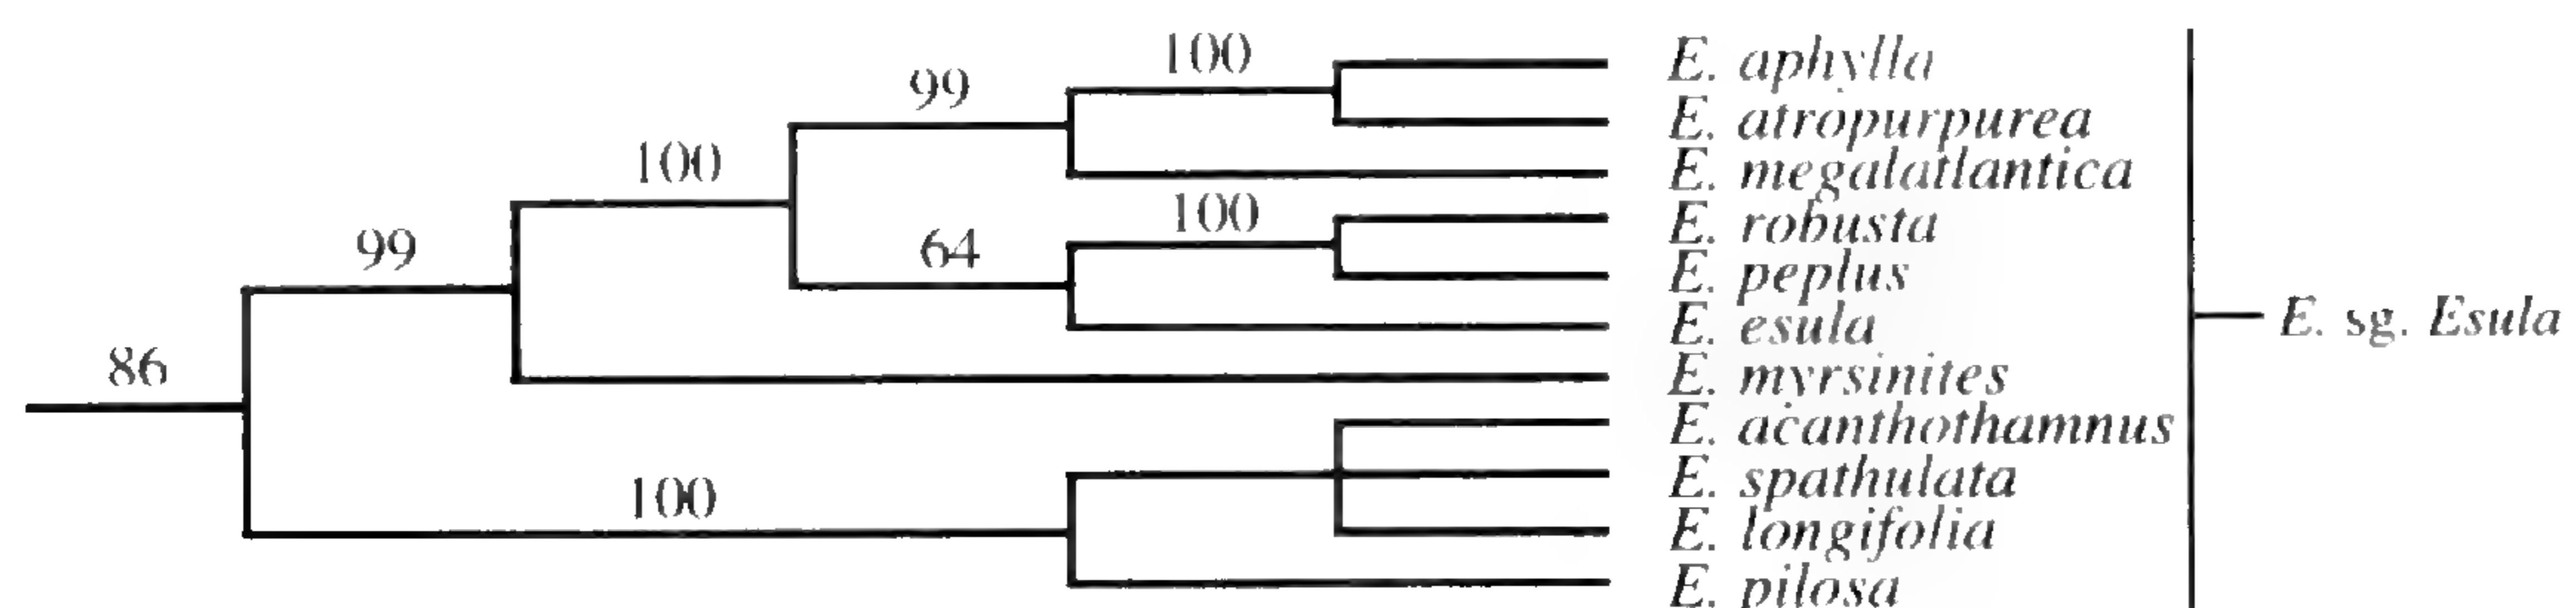 100
E. aphylla
99
E. atropurpurea
100
E. megalatlantica
100
E. robusta
99
64
E. peplus
E. esula
E. sg. Esula
86
E. myrsinites
E. acanthothamnus
100
E. spathulata
E. longifolia
E. pilosa